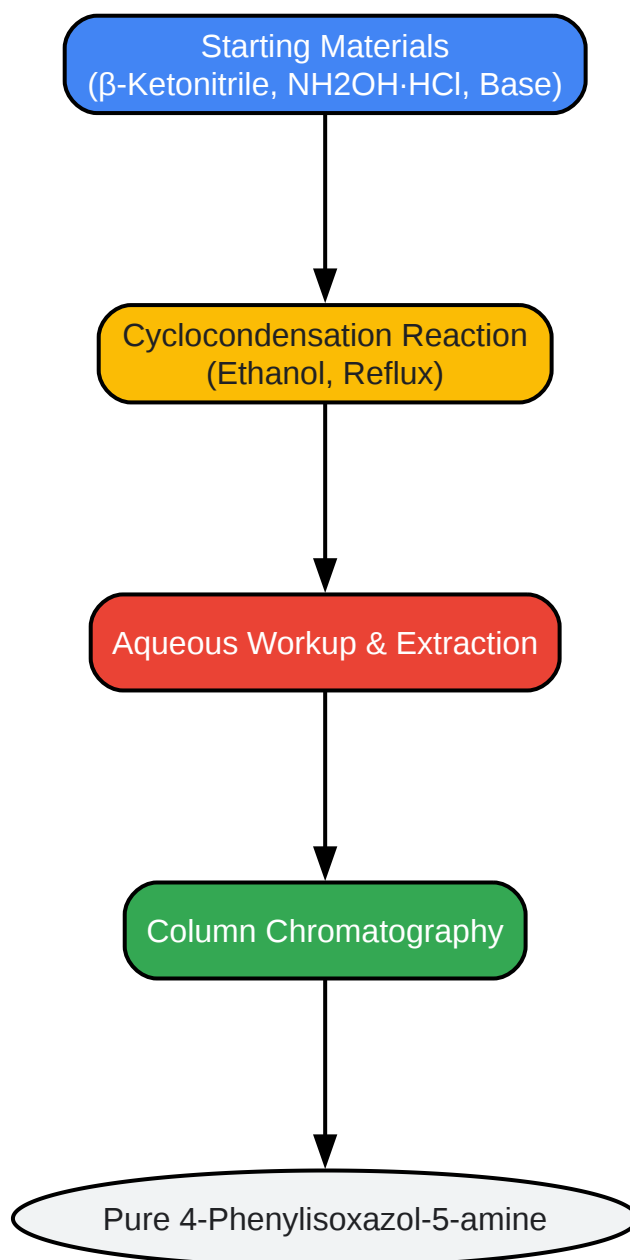 Starting Materials
(β-Ketonitrile, NH2OH·HCl, Base)
Cyclocondensation Reaction
(Ethanol, Reflux)
Aqueous Workup & Extraction
Column Chromatography
Pure 4-Phenylisoxazol-5-amine